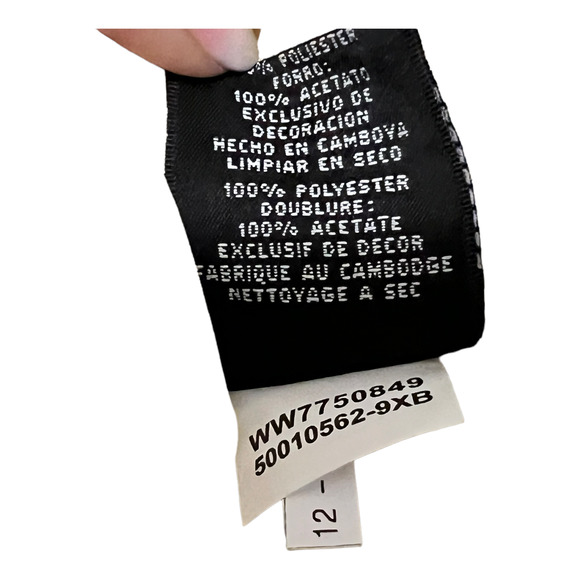 % POLIESTER
FORRO:
100% ACETATO
EXCLUSIVO DE
DECORACION
HECHO EN CAMBOYA
LIMPIAR EN SECO
100% POLYESTER
DOUBLURE:
100% ACETATE
EXCLUSIF DE DECOR
FABRIQUE AU CAMBODGE
NETTOYAGE A SEC
WW7750849
50010562-9XB
12 -